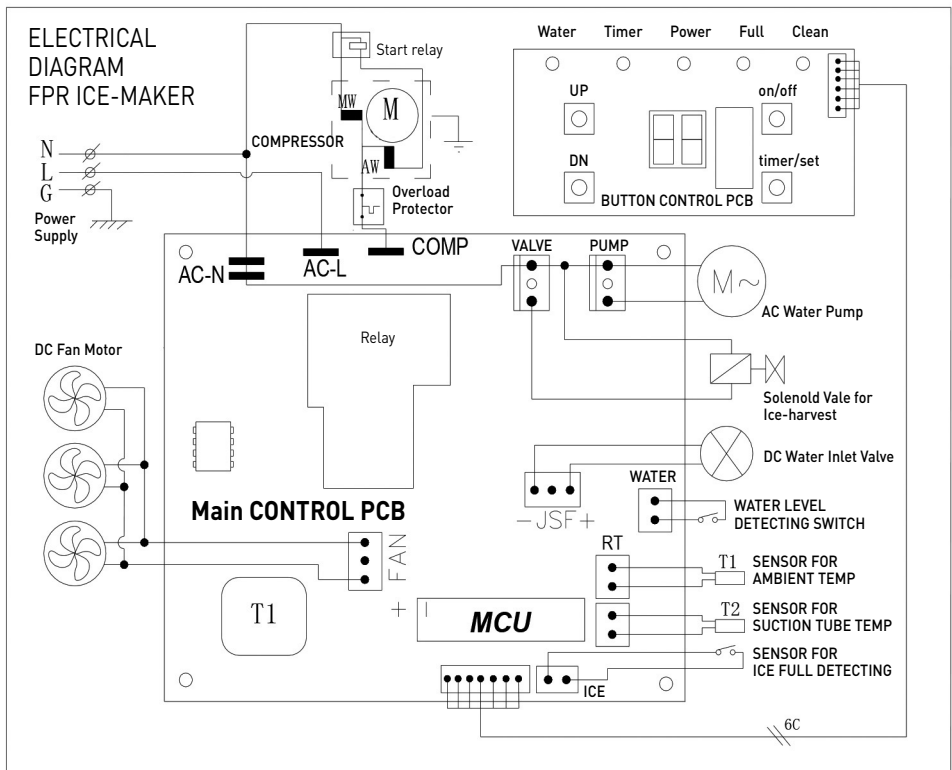 ELECTRICAL
DIAGRAM
FPR ICE-MAKER
Start relay
MW
M
COMPRESSOR
AW
Overload
Protector
N
L
G
Power
Supply
Water
Timer
Power
Full
Clean
UP
on/off
DN
timer/set
BUTTON CONTROL PCB
AC-N
AC-L
COMP
VALVE
PUMP
M~
AC Water Pump
Relay
Solenold Vale for
Ice-harvest
DC Fan Motor
DC Water Inlet Valve
WATER
-JSF+
WATER LEVEL
DETECTING SWITCH
Main CONTROL PCB
FAN
+
RT
T1
SENSOR FOR
AMBIENT TEMP
T1
MCU
T2
SENSOR FOR
SUCTION TUBE TEMP
SENSOR FOR
ICE FULL DETECTING
ICE
6C